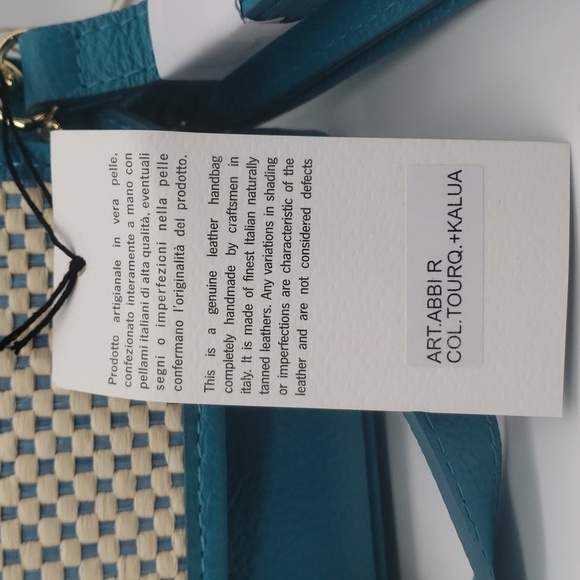 Prodotto artigianale in vera pelle,
confezionato interamente a mano con
pellami italiani di alta qualità, eventuali
segni o imperfezioni nella pelle
confermano l'originalità del prodotto.
This is a genuine leather handbag
completely handmade by craftsmen in
italy. It is made of finest Italian naturally
tanned leathers. Any variations in shading
or imperfections are characteristic of the
leather and are not considered defects
ART.ABBI R
COL.TOURQ.+KALUA